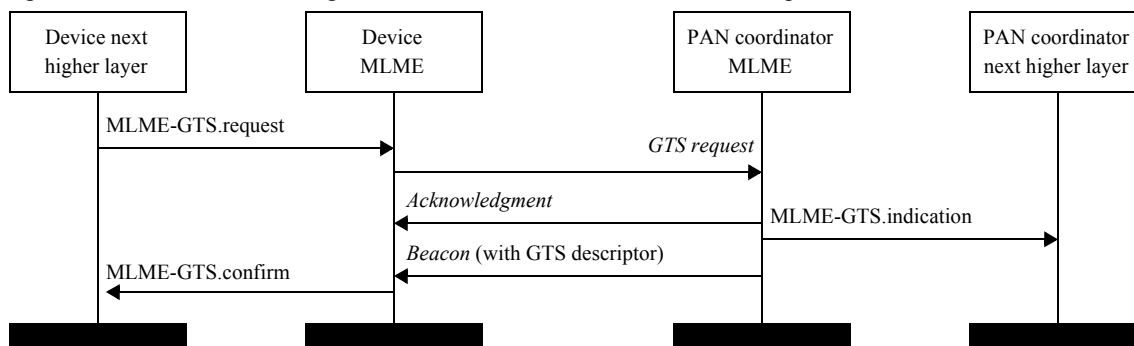 Device next
higher layer
Device
MLME
PAN coordinator
MLME
PAN coordinator
next higher layer
MLME-GTS.request
GTS request
Acknowledgment
MLME-GTS.indication
Beacon (with GTS descriptor)
MLME-GTS.confirm